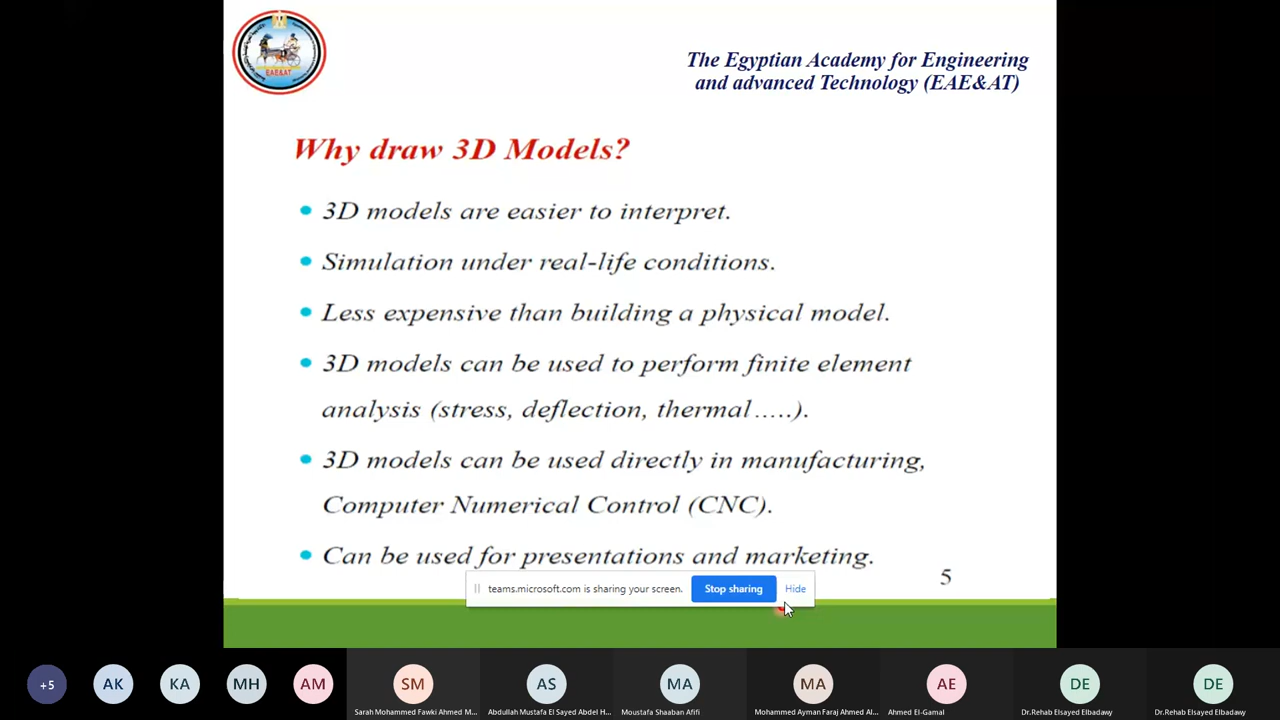 The Egyptian Academy for Engineering
and advanced Technology (EAE&AT)
EAE&AT
Why draw 3D Models?
3D models are easier to interpret.
Simulation under real-life conditions.
Less expensive than building a physical model.
3D models can be used to perform finite element
analysis (stress, deflection, thermal…..).
3D models can be used directly in manufacturing,
Computer Numerical Control (CNC).
Can be used for presentations and marketing.
5
teams.microsoft.com is sharing your screen. Stop sharing Hide
+5 AK KA MH AM SM AS MA MA AE DE DE
Sarah Mohammed Fawki Ahmed M... Abdullah Mustafa El Sayed Abdel H... Moustafa Shaaban Afifi Mohammed Ayman Faraj Ahmed Al... Ahmed El-Gamal Dr.Rehab Elsayed Elbadawy Dr.Rehab Elsayed Elbadawy